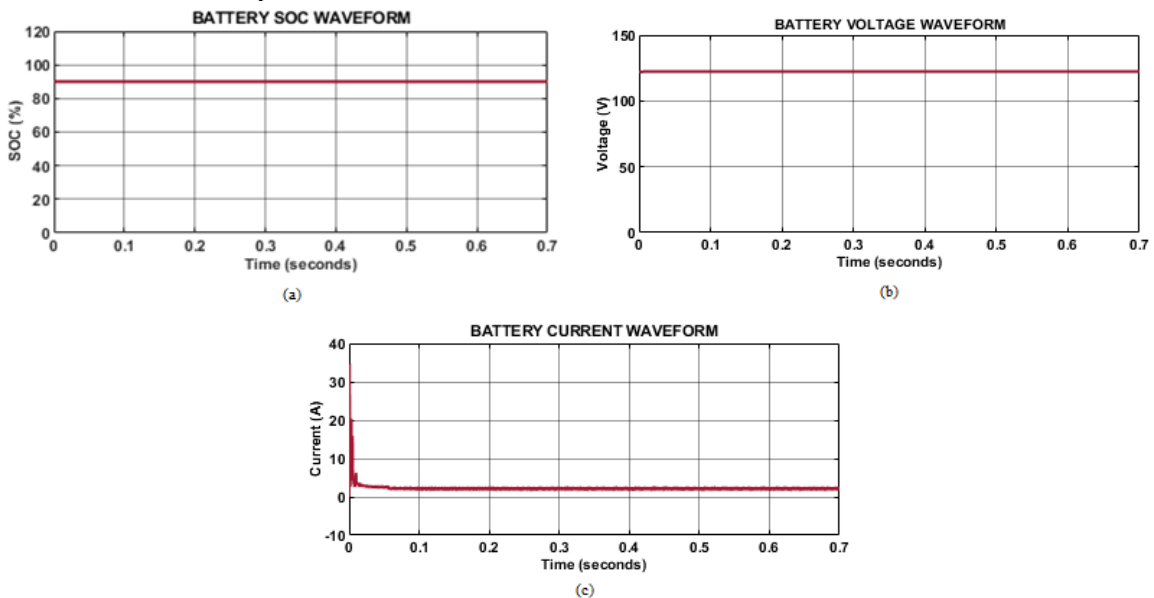 BATTERY SOC WAVEFORM
120
100
80
60
40
20
0
SOC (%)
0 0.1 0.2 0.3 0.4 0.5 0.6 0.7
Time (seconds)
(a)
BATTERY VOLTAGE WAVEFORM
150
100
50
0
Voltage (V)
0 0.1 0.2 0.3 0.4 0.5 0.6 0.7
Time (seconds)
(b)
BATTERY CURRENT WAVEFORM
40
30
20
10
0
-10
Current (A)
0 0.1 0.2 0.3 0.4 0.5 0.6 0.7
Time (seconds)
(c)